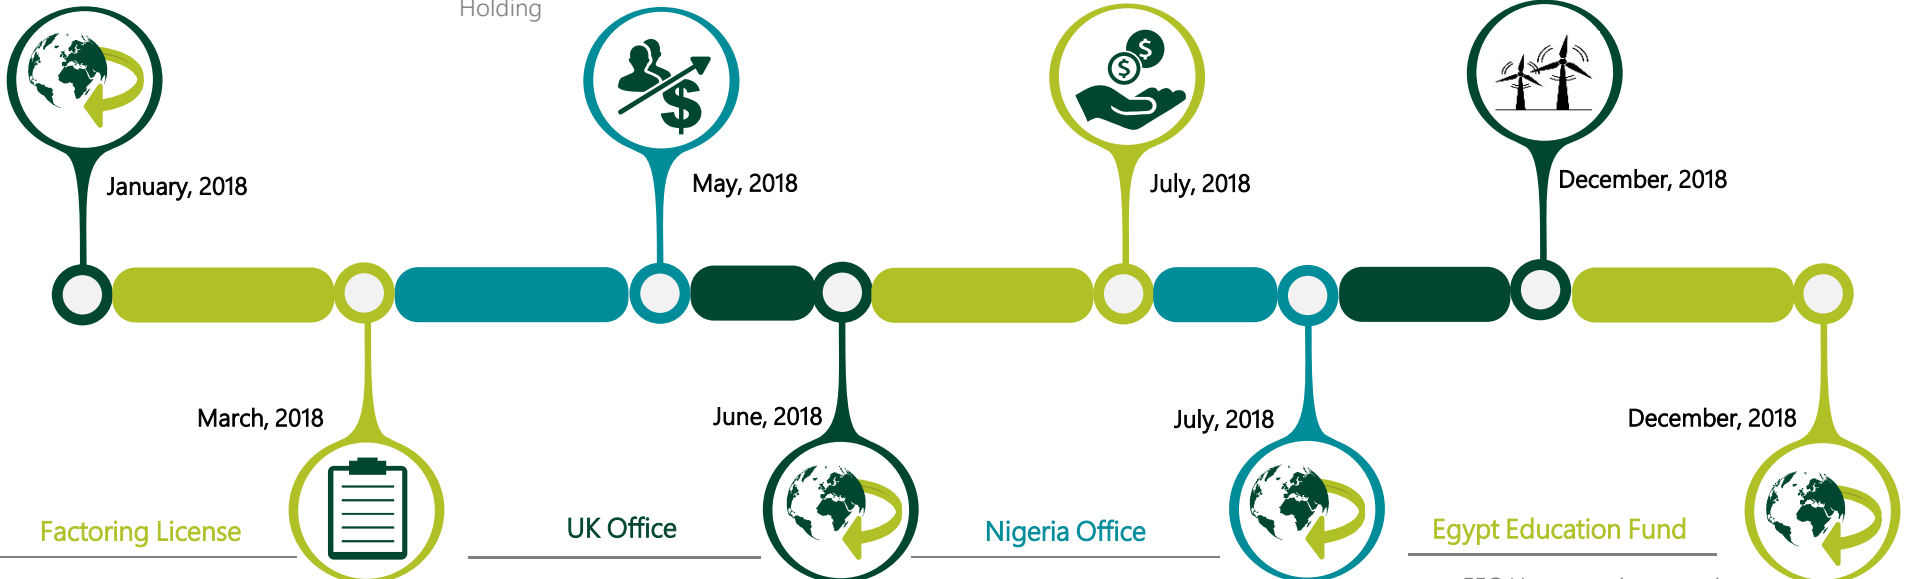 Holding
January, 2018
May, 2018
July, 2018
December, 2018
March, 2018
June, 2018
July, 2018
December, 2018
Factoring License
UK Office
Nigeria Office
Egypt Education Fund